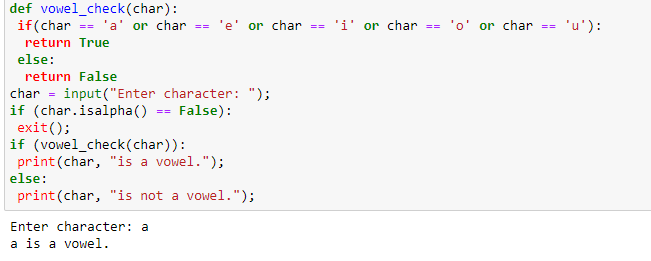 def vowel_check(char):
 if(char == 'a' or char == 'e' or char == 'i' or char == 'o' or char == 'u'):
  return True
 else:
  return False
char = input("Enter character: ");
if (char.isalpha() == False):
 exit();
if (vowel_check(char)):
 print(char, "is a vowel.");
else:
 print(char, "is not a vowel.");
Enter character: a
a is a vowel.